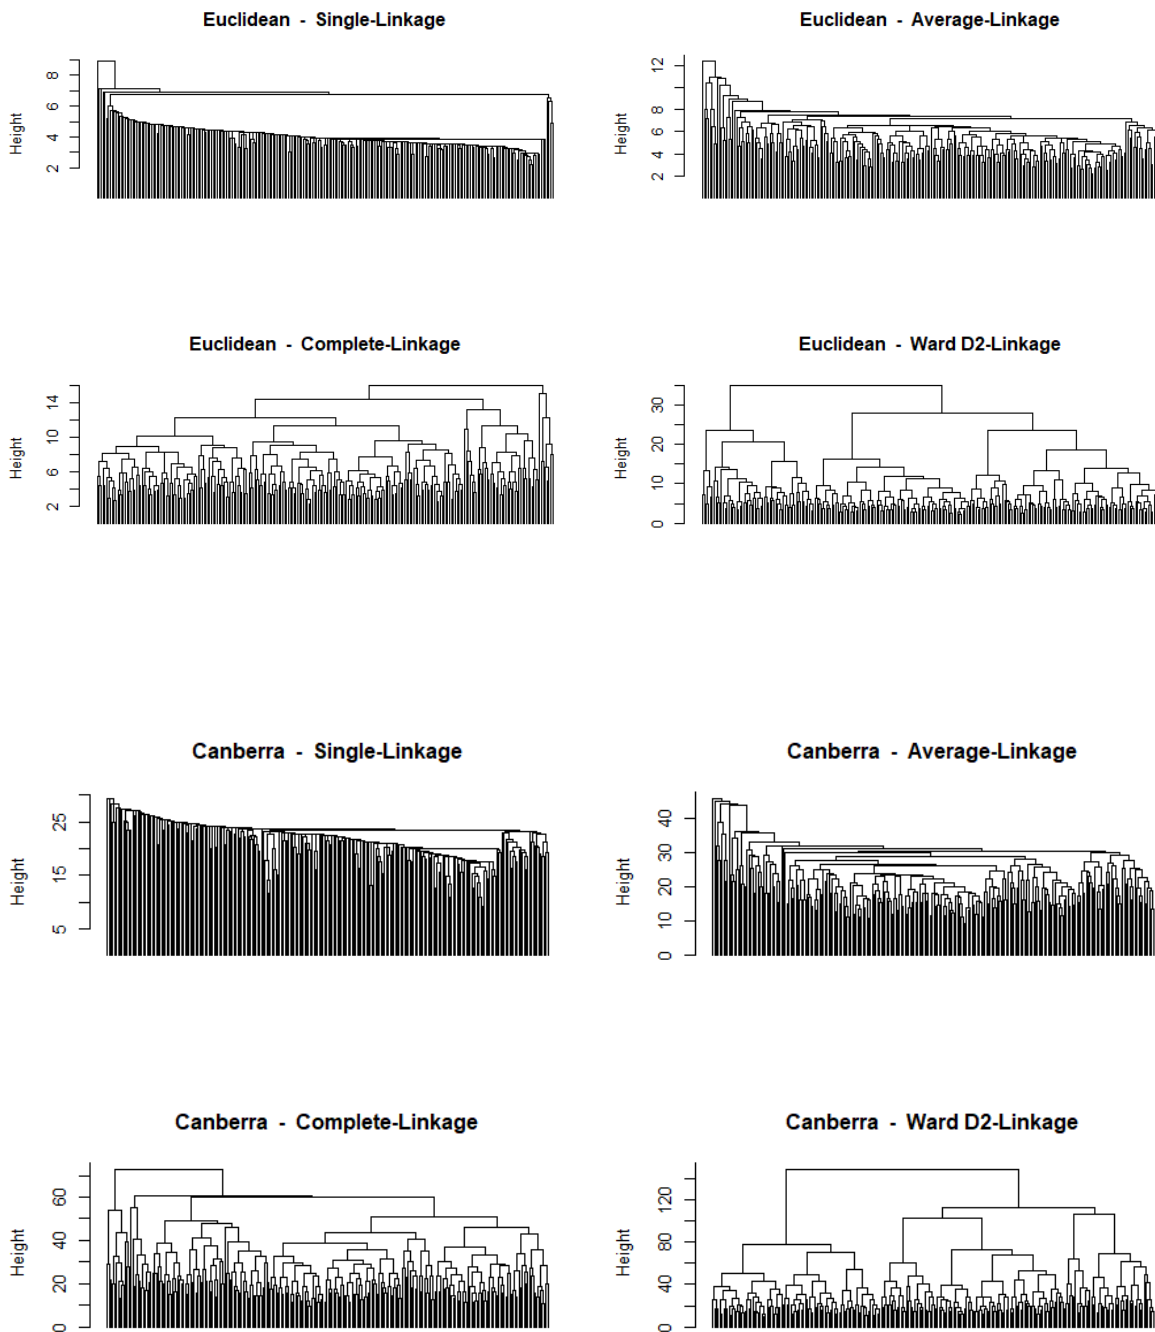 Euclidean - Single-Linkage
Height
2
4
6
8
Euclidean - Average-Linkage
Height
2
4
6
8
12
Euclidean - Complete-Linkage
Height
2
6
10
14
Euclidean - Ward D2-Linkage
Height
0
10
20
30
Canberra - Single-Linkage
Height
5
15
25
Canberra - Average-Linkage
Height
0
10
20
30
40
Canberra - Complete-Linkage
Height
0
20
40
60
Canberra - Ward D2-Linkage
Height
0
40
80
120